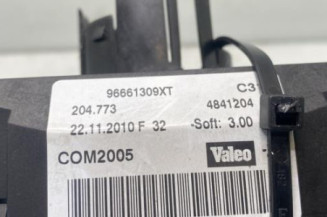 96661309XT C3
204.773 4841204
22.11.2010 F 32 -Soft: 3.00
COM2005 Valeo